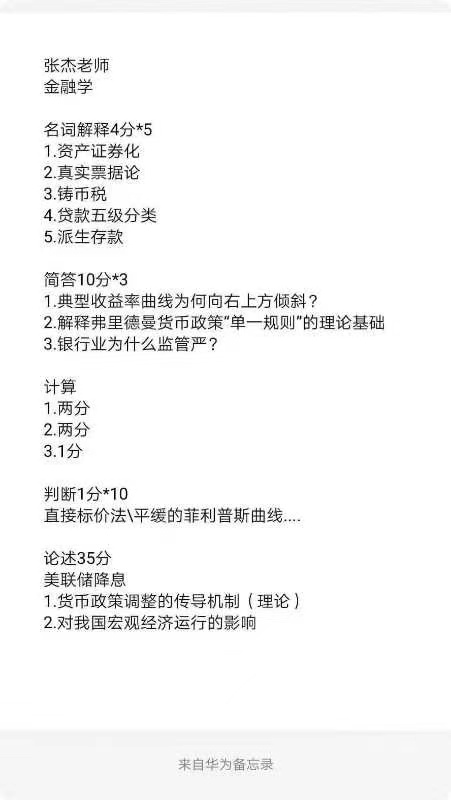 张杰老师
金融学
名词解释4分*5
1.资产证券化
2.真实票据论
3.铸币税
4.贷款五级分类
5.派生存款
简答10分*3
1.典型收益率曲线为何向右上方倾斜？
2.解释弗里德曼货币政策“单一规则”的理论基础
3.银行业为什么监管严？
计算
1.两分
2.两分
3.1分
判断1分*10
直接标价法\平缓的菲利普斯曲线....
论述35分
美联储降息
1.货币政策调整的传导机制（理论）
2.对我国宏观经济运行的影响
来自华为备忘录